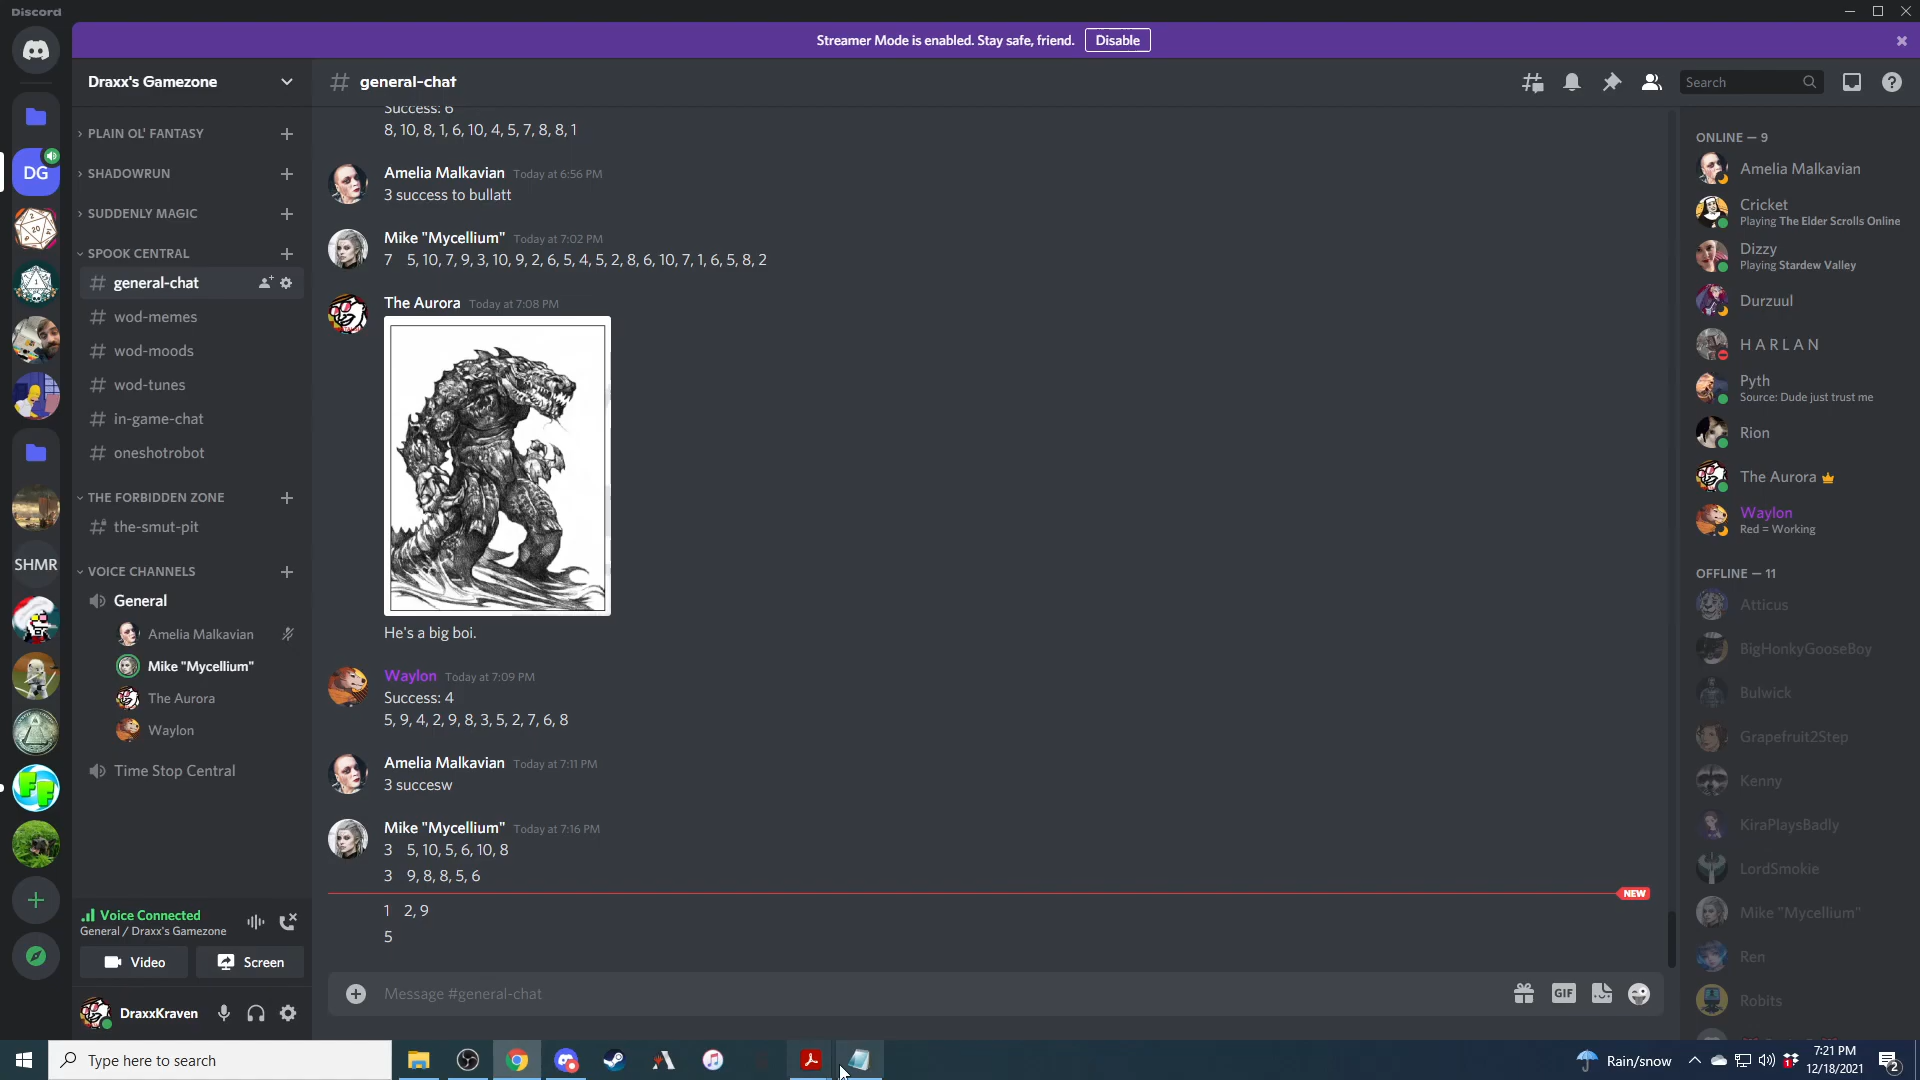 Discord
Streamer Mode is enabled. Stay safe, friend. Disable
Draxx's Gamezone
general-chat
Search
PLAIN OL' FANTASY
SHADOWRUN
SUDDENLY MAGIC
SPOOK CENTRAL
general-chat
wod-memes
wod-moods
wod-tunes
in-game-chat
oneshotrobot
THE FORBIDDEN ZONE
the-smut-pit
VOICE CHANNELS
General
Amelia Malkavian
Mike "Mycellium"
The Aurora
Waylon
Time Stop Central
DG
SHMR
FF
Voice Connected
General / Draxx's Gamezone
Video
Screen
DraxxKraven
Success: 6
8, 10, 8, 1, 6, 10, 4, 5, 7, 8, 8, 1
Amelia Malkavian Today at 6:56 PM
3 success to bullatt
Mike "Mycellium" Today at 7:02 PM
7 5, 10, 7, 9, 3, 10, 9, 2, 6, 5, 4, 5, 2, 8, 6, 10, 7, 1, 6, 5, 8, 2
The Aurora Today at 7:08 PM
He's a big boi.
Waylon Today at 7:09 PM
Success: 4
5, 9, 4, 2, 9, 8, 3, 5, 2, 7, 6, 8
Amelia Malkavian Today at 7:11 PM
3 succesw
Mike "Mycellium" Today at 7:16 PM
3 5, 10, 5, 6, 10, 8
3 9, 8, 8, 5, 6
NEW
1 2, 9
5
Message #general-chat
GIF
ONLINE — 9
Amelia Malkavian
Cricket
Playing The Elder Scrolls Online
Dizzy
Playing Stardew Valley
Durzuul
H A R L A N
Pyth
Source: Dude just trust me
Rion
The Aurora
Waylon
Red = Working
OFFLINE — 11
Atticus
BigHonkyGooseBoy
Bulwick
Grapefruit2Step
Kenny
KiraPlaysBadly
LordSmokie
Mike "Mycellium"
Ren
Robits
Type here to search
Rain/snow
7:21 PM
12/18/2021
2